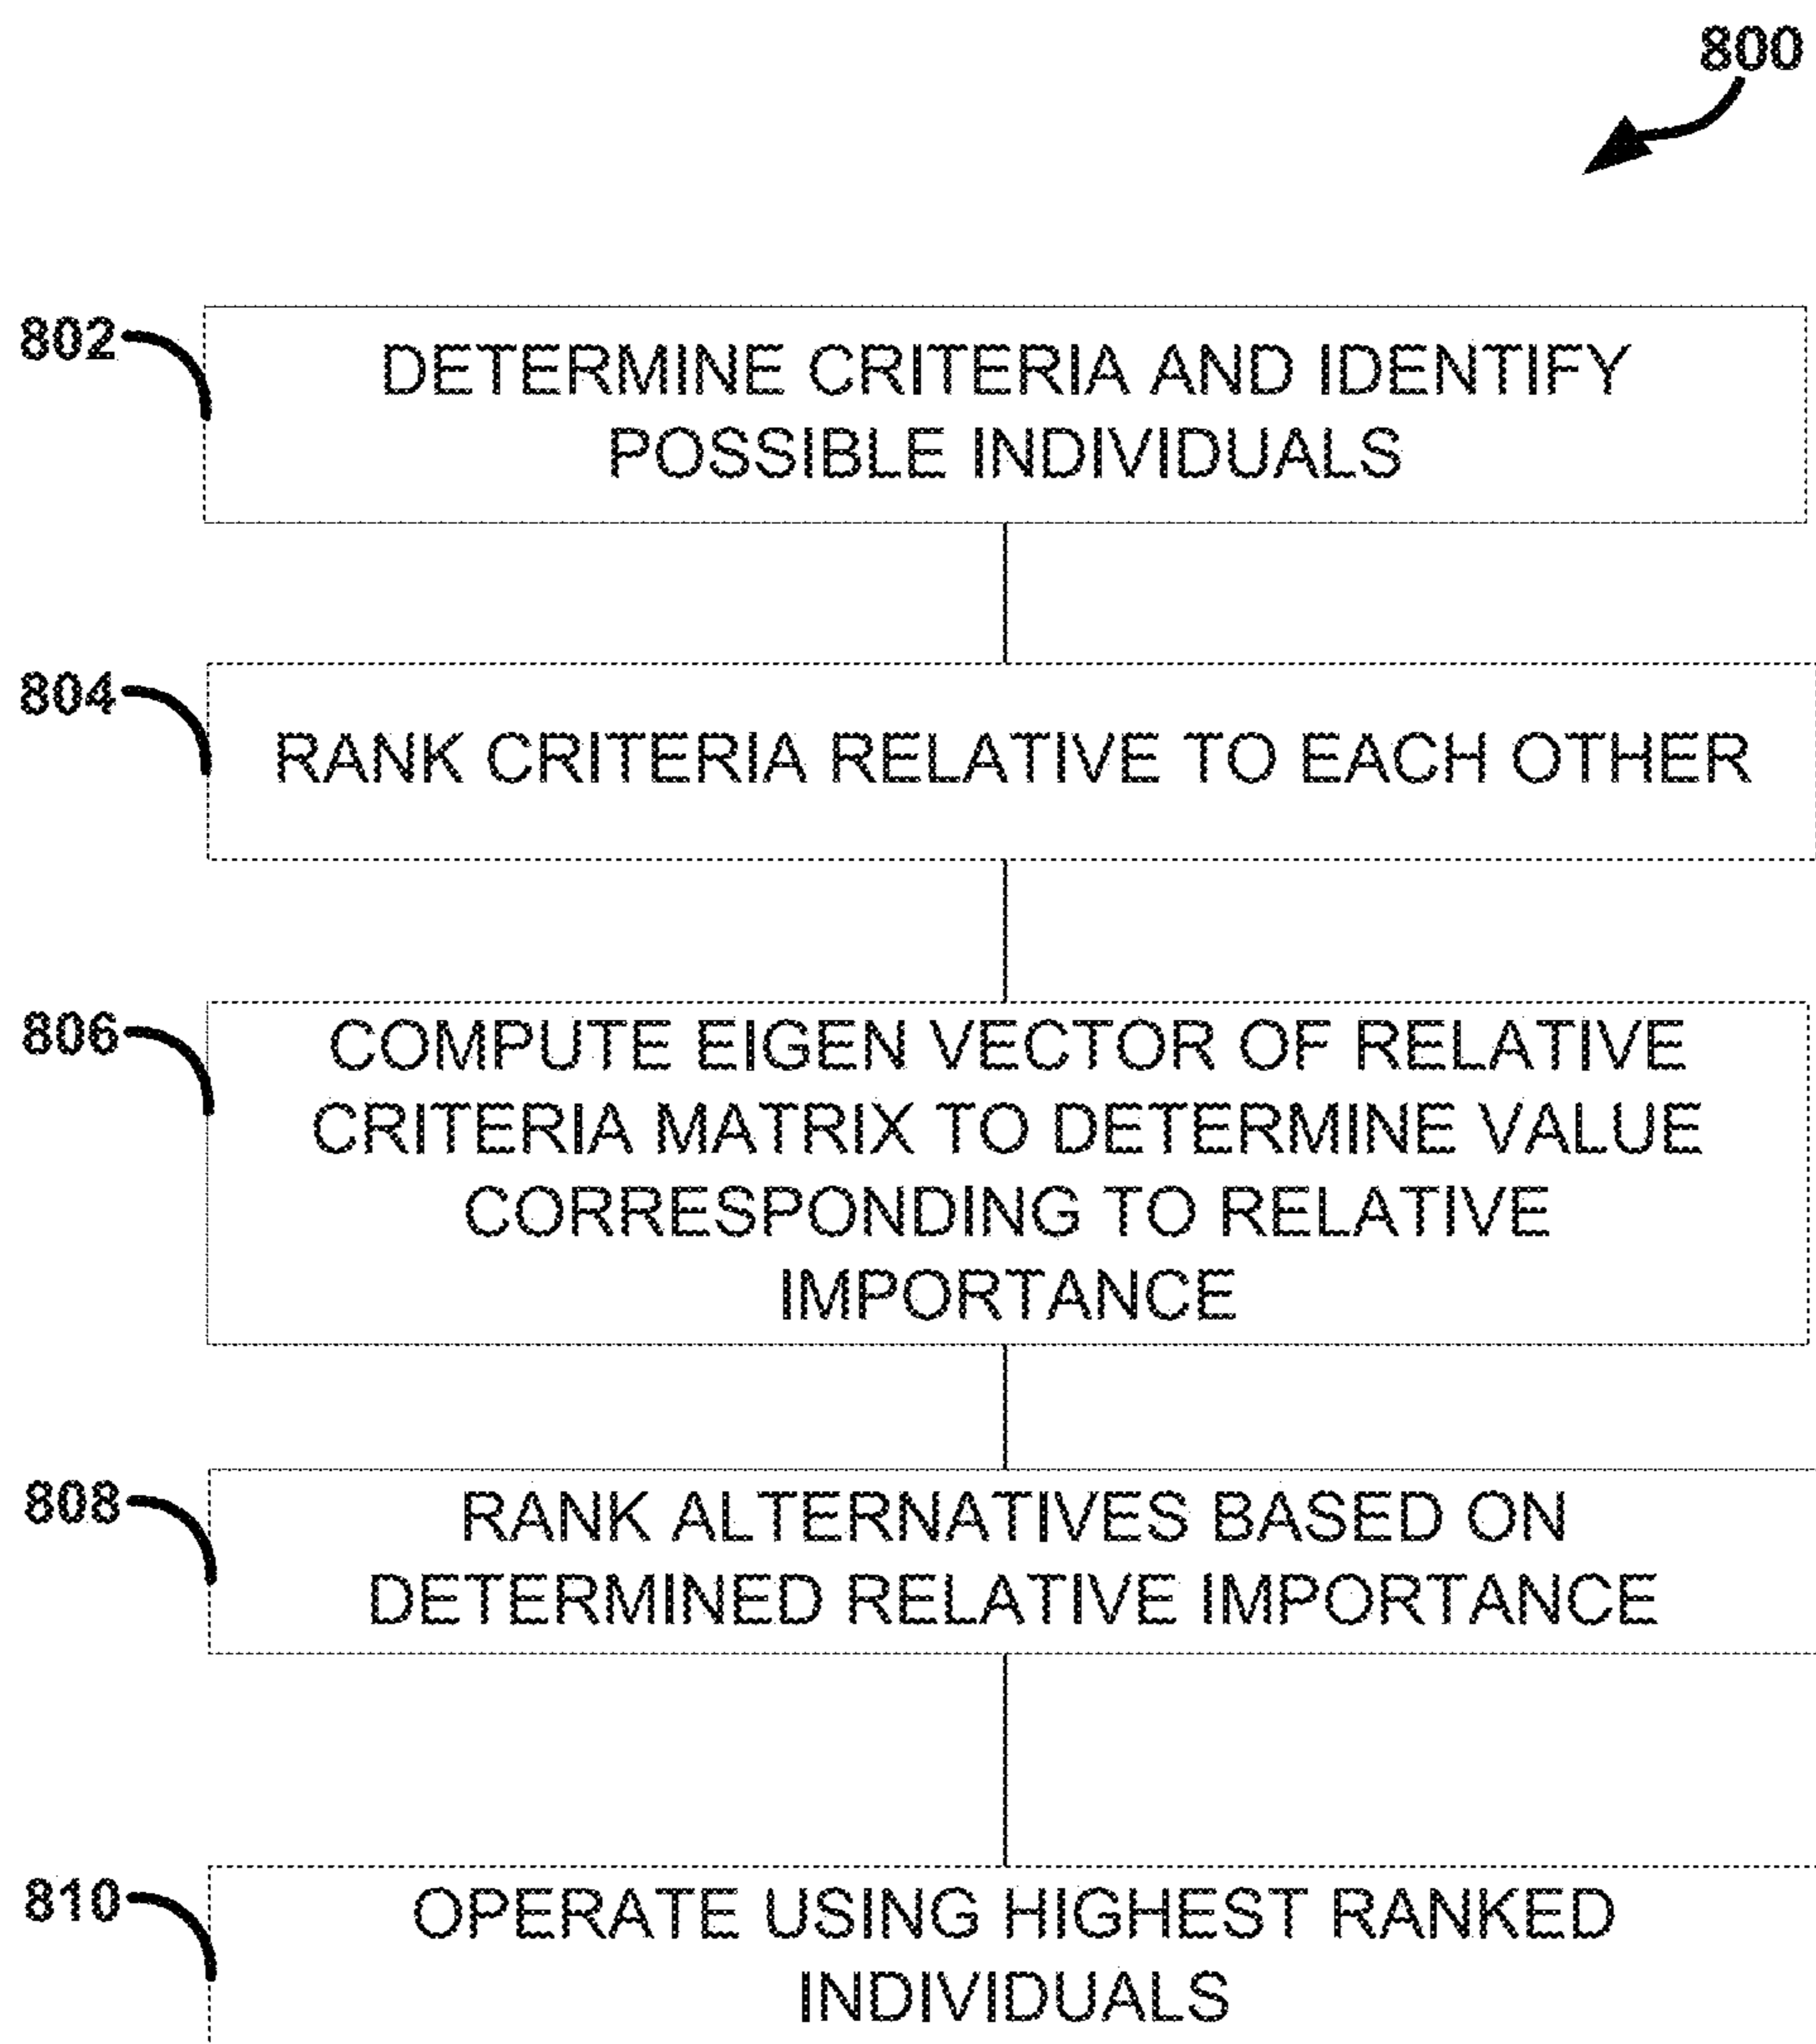 800
802
DETERMINE CRITERIA AND IDENTIFY
POSSIBLE INDIVIDUALS
804
RANK CRITERIA RELATIVE TO EACH OTHER
806
COMPUTE EIGEN VECTOR OF RELATIVE
CRITERIA MATRIX TO DETERMINE VALUE
CORRESPONDING TO RELATIVE
IMPORTANCE
808
RANK ALTERNATIVES BASED ON
DETERMINED RELATIVE IMPORTANCE
810
OPERATE USING HIGHEST RANKED
INDIVIDUALS